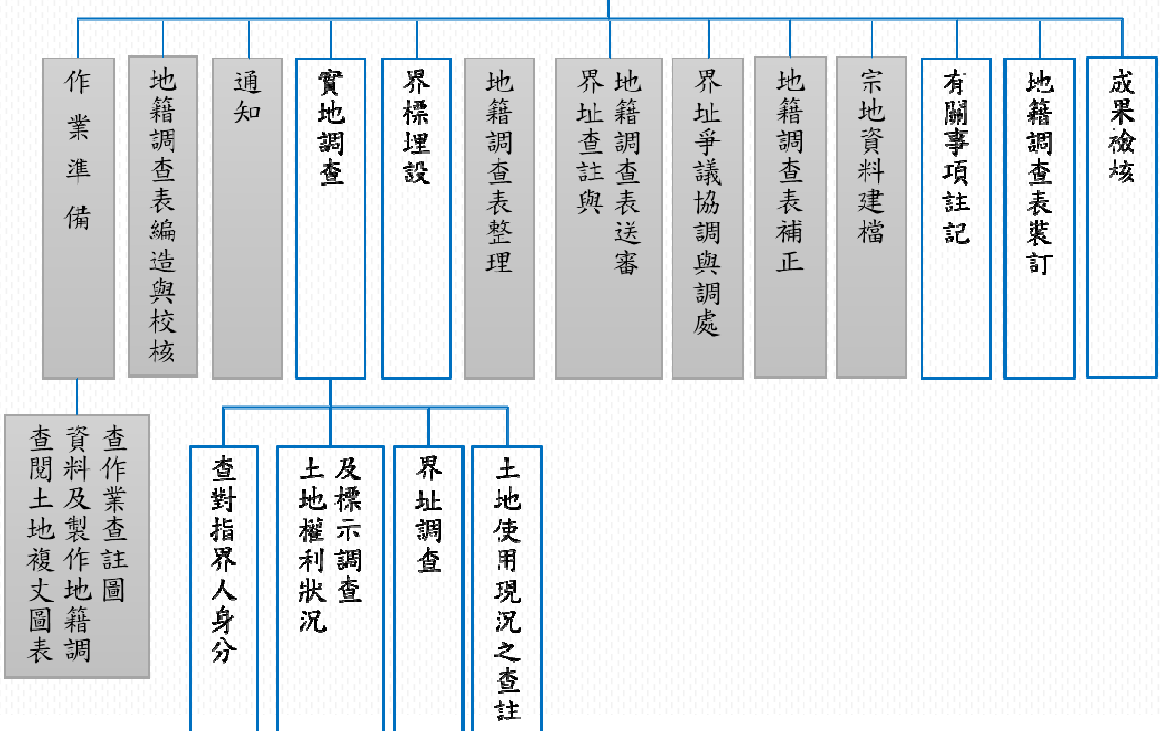 作業準備
地籍調查表編造與校核
通知
實地調查
界標埋設
地籍調查表整理
界址查註與
地籍調查表送審
界址爭議協調與調處
地籍調查表補正
宗地資料建檔
有關事項註記
地籍調查表裝訂
成果檢核
查閱土地複丈圖表
資料及製作地籍調
查作業查註圖
查對指界人身分
土地權利狀況
及標示調查
界址調查
土地使用現況之查註